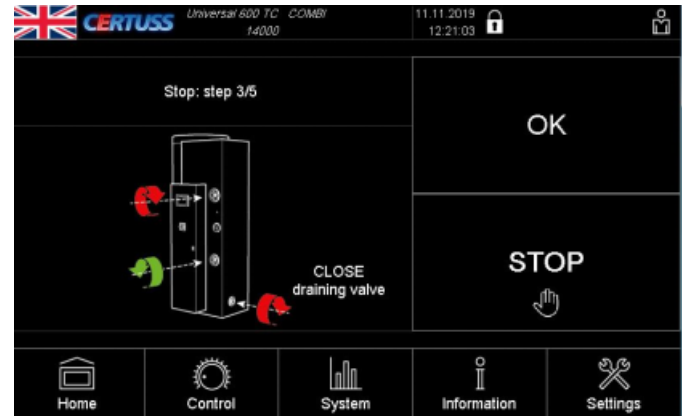 CERTUSS
Universal 600 TC COMBI
14000
11.11.2019
12:21:03
Stop: step 3/5
OK
CLOSE
draining valve
STOP
Home
Control
System
Information
Settings